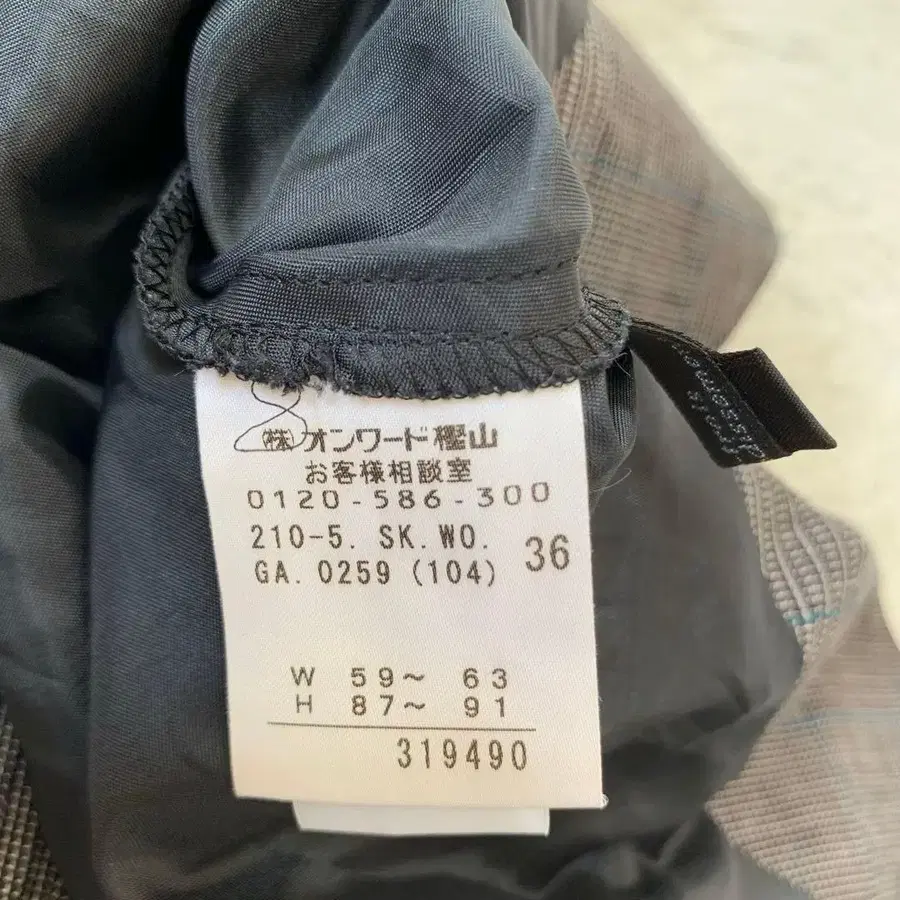 ㈱オンワード樫山
お客様相談室
0120-586-300
210-5. SK. WO.
GA. 0259 (104)
36
W 59～ 63
H 87～ 91
319490